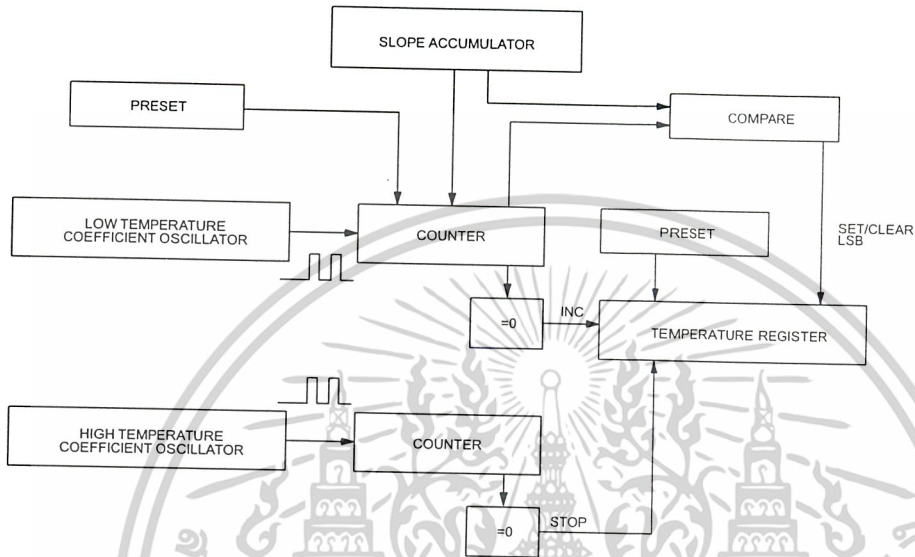 SLOPE ACCUMULATOR
PRESET
COMPARE
LOW TEMPERATURE
COEFFICIENT OSCILLATOR
COUNTER
PRESET
SET/CLEAR
LSB
=0
INC
TEMPERATURE REGISTER
HIGH TEMPERATURE
COEFFICIENT OSCILLATOR
COUNTER
=0
STOP